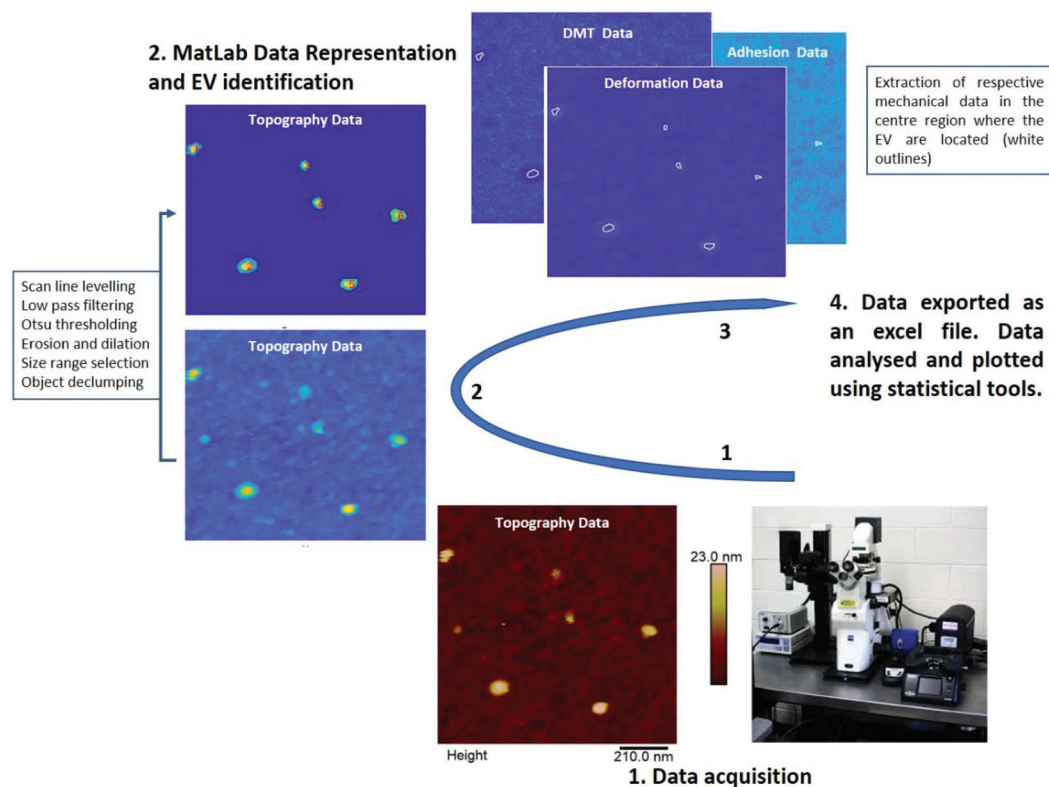 2. MatLab Data Representation
and EV identification
Topography Data
DMT Data
Adhesion Data
Deformation Data
Extraction of respective
mechanical data in the
centre region where the
EV are located (white
outlines)
Scan line levelling
Low pass filtering
Otsu thresholding
Erosion and dilation
Size range selection
Object declumping
Topography Data
3
2
1
4. Data exported as
an excel file. Data
analysed and plotted
using statistical tools.
Topography Data
23.0 nm
Height
210.0 nm
1. Data acquisition